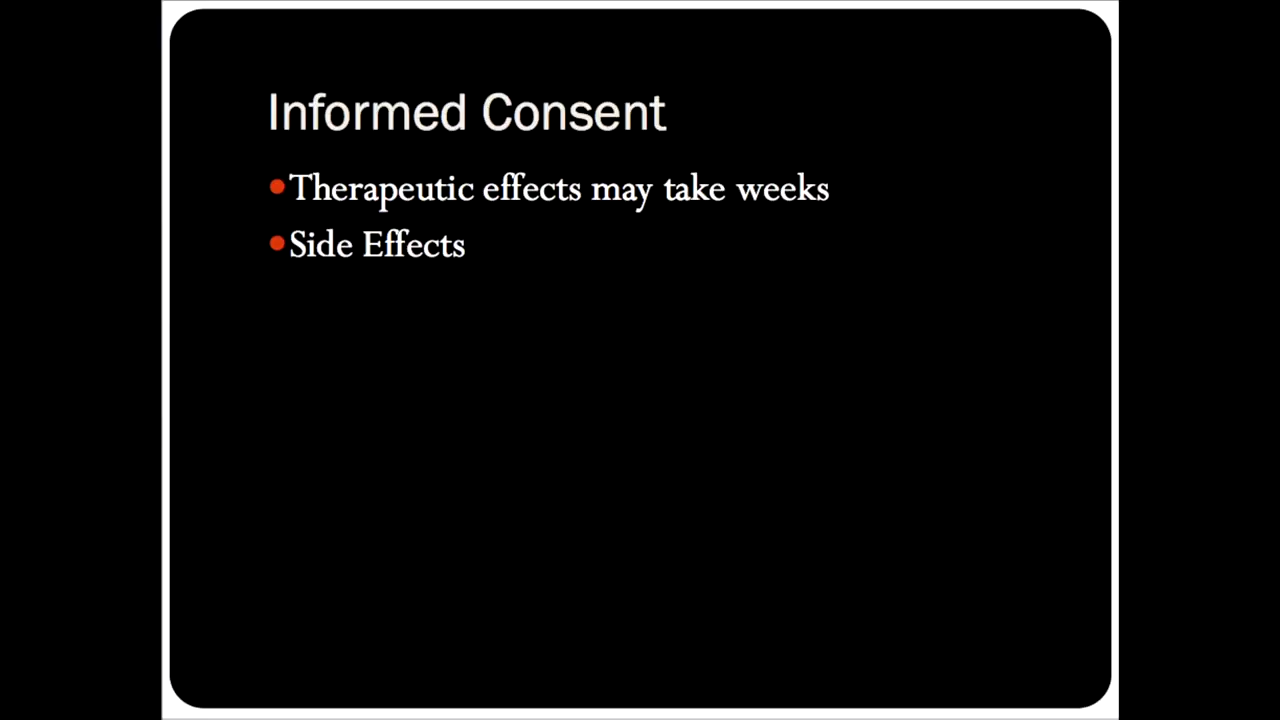 Informed Consent
•Therapeutic effects may take weeks
•Side Effects